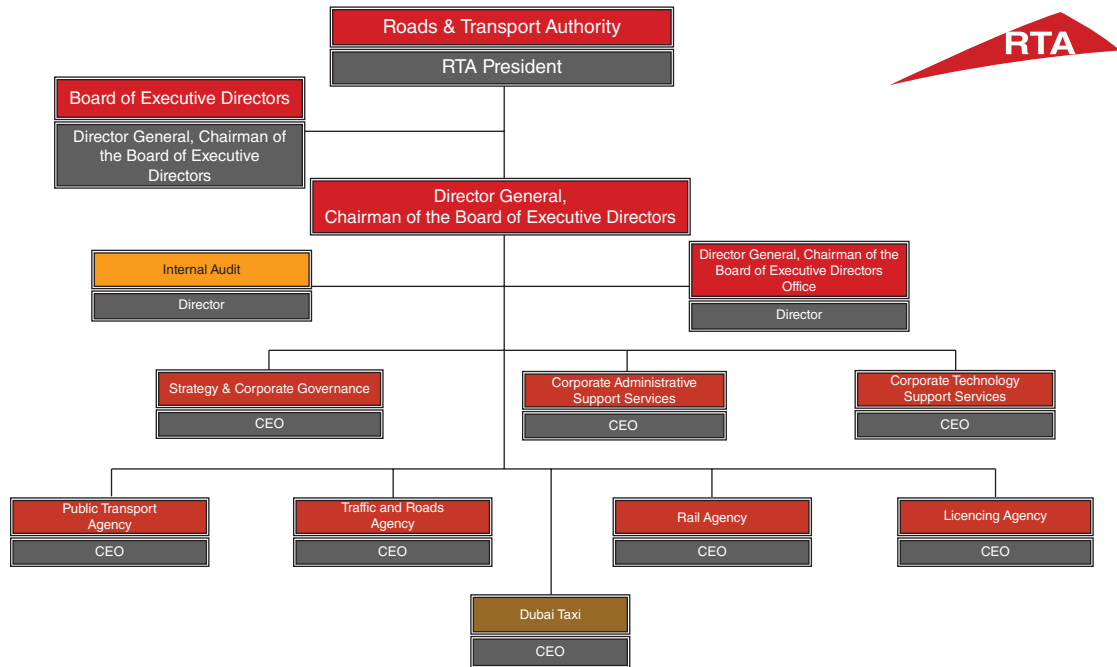 Roads & Transport Authority
RTA President
RTA
Board of Executive Directors
Director General, Chairman of
the Board of Executive
Directors
Director General,
Chairman of the Board of Executive Directors
Internal Audit
Director
Director General, Chairman of the
Board of Executive Directors
Office
Director
Strategy & Corporate Governance
CEO
Corporate Administrative
Support Services
CEO
Corporate Technology
Support Services
CEO
Public Transport
Agency
CEO
Traffic and Roads
Agency
CEO
Rail Agency
CEO
Licencing Agency
CEO
Dubai Taxi
CEO